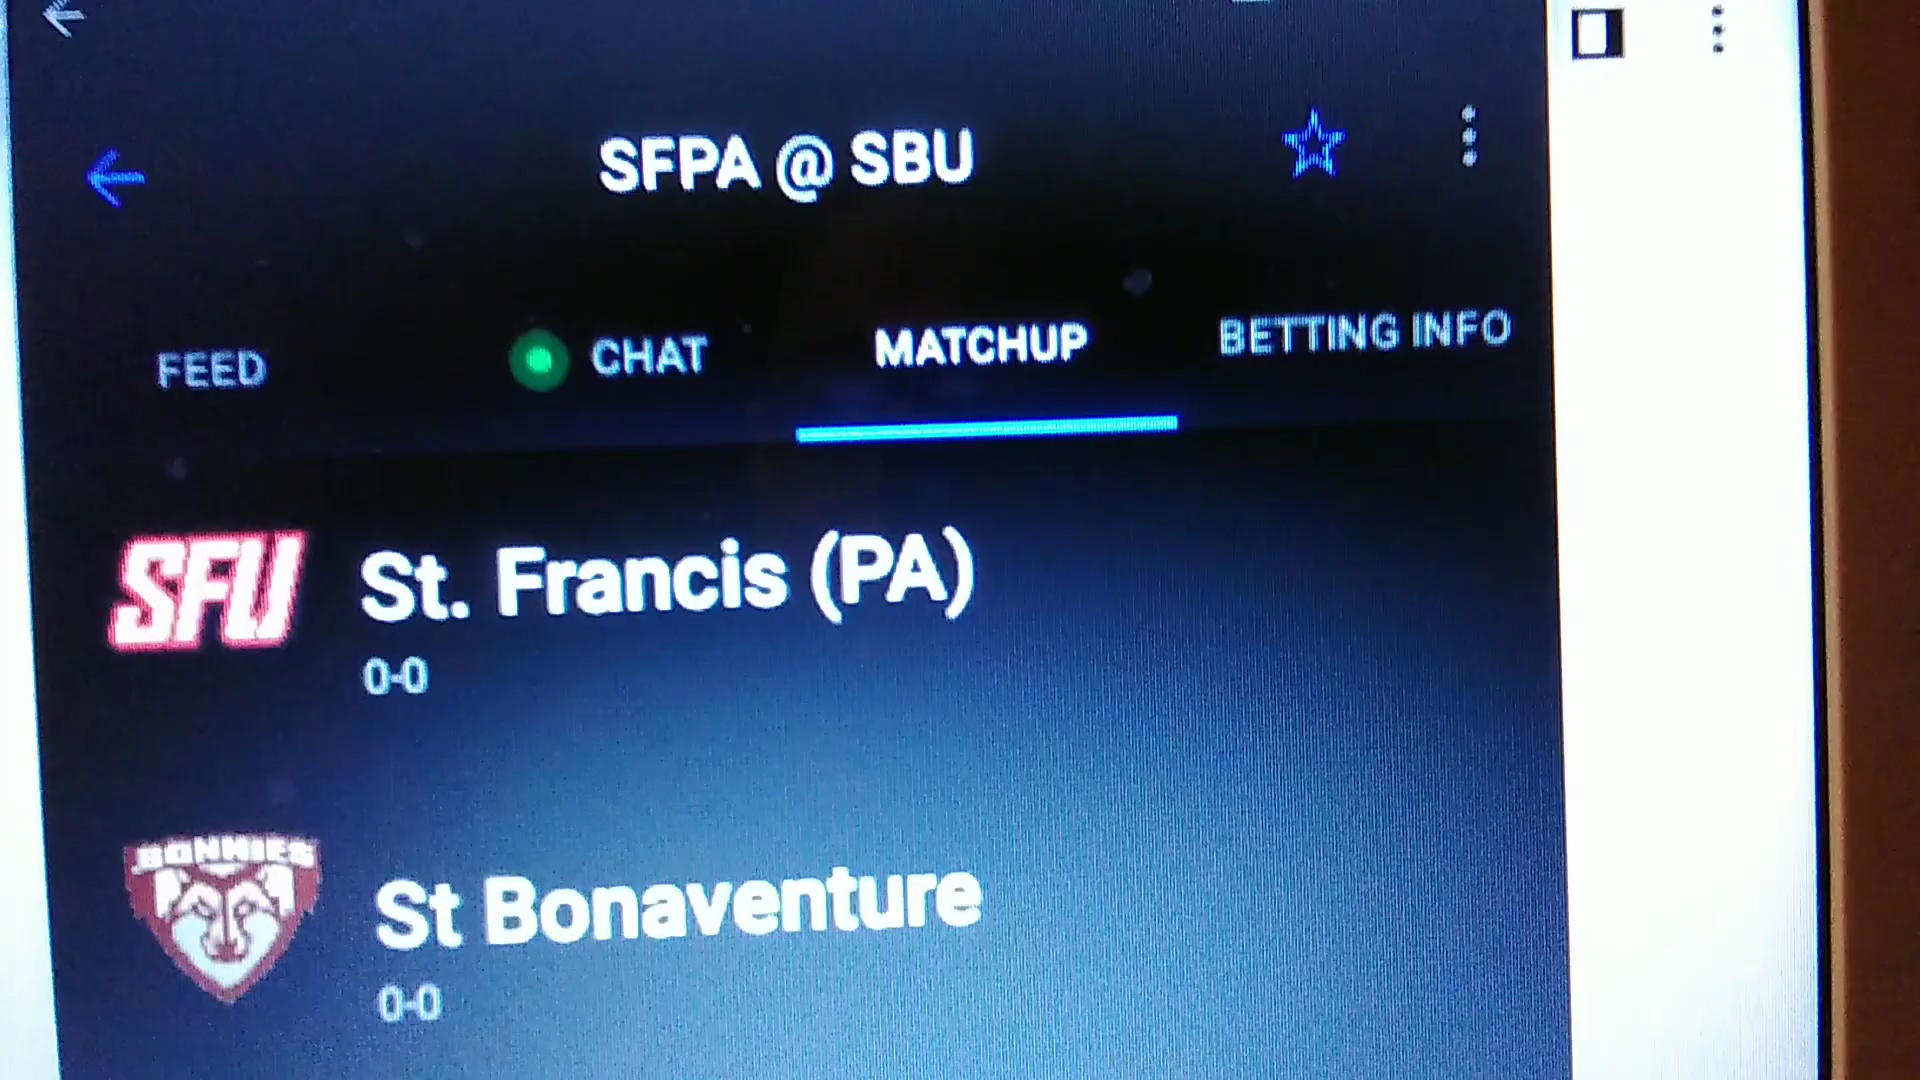 SFPA @ SBU
FEED CHAT MATCHUP BETTING INFO
SFU St. Francis (PA)
0-0
BONNIES
St Bonaventure
0-0